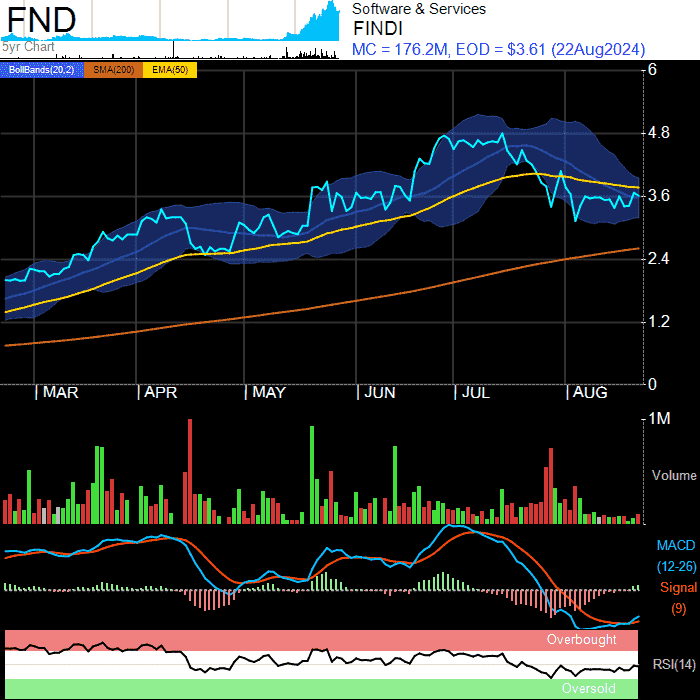 FND
5yr Chart
Software & Services
FINDI
MC = 176.2M, EOD = $3.61 (22Aug2024)
BollBands(20,2) SMA(200) EMA(50)
6
4.8
3.6
2.4
1.2
0
MAR APR MAY JUN JUL AUG
1M
Volume
MACD
(12-26)
Signal
(9)
Overbought
RSI(14)
Oversold